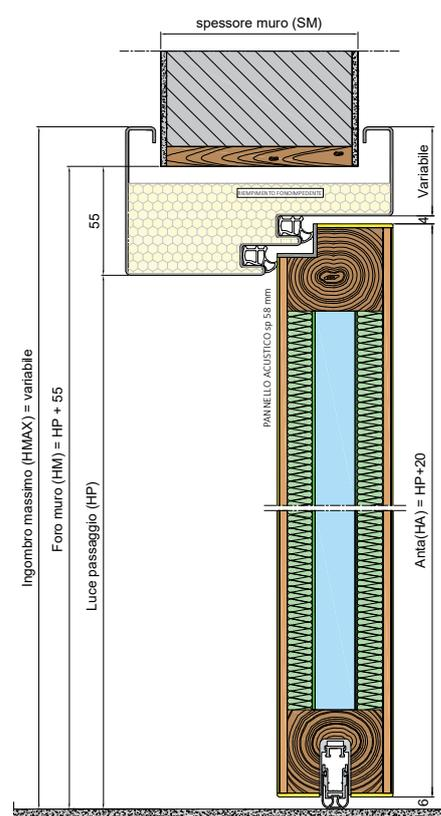 spessore muro (SM)
Variabile
RIEMPIMENTO FONOIMPEDENTE
55
4
PANNELLO ACUSTICO sp 58 mm
Ingombro massimo (HMAX) = variabile
Foro muro (HM) = HP + 55
Luce passaggio (HP)
Anta(HA) = HP+20
6